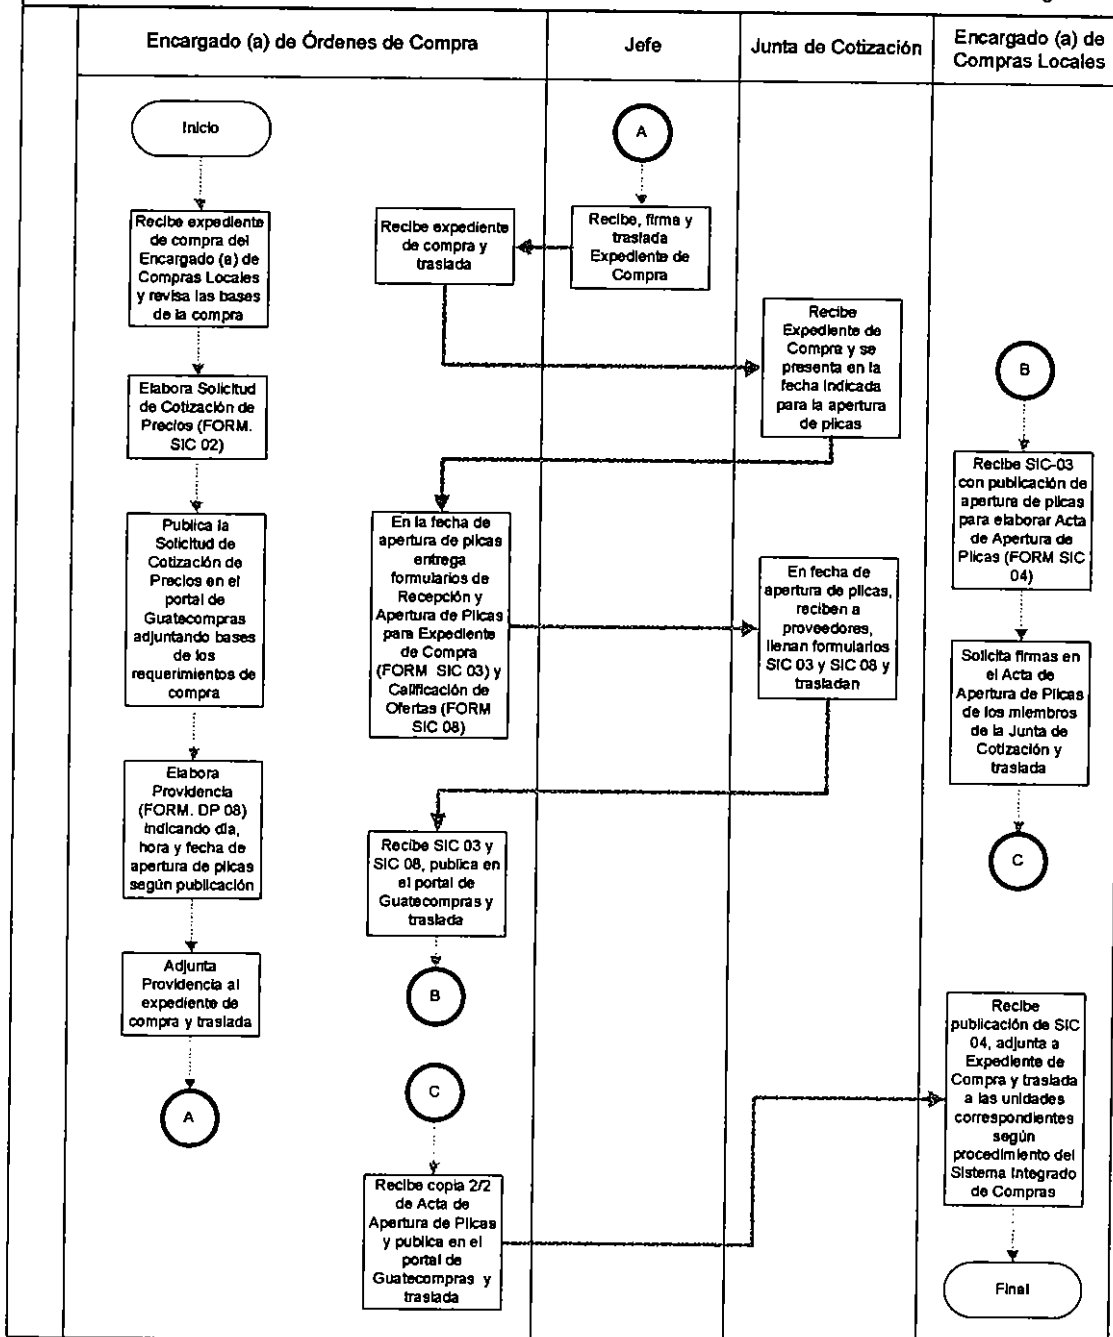 Encargado (a) de Órdenes de Compra
Jefe
Junta de Cotización
Encargado (a) de
Compras Locales
Inicio
Recibe expediente
de compra del
Encargado (a) de
Compras Locales
y revisa las bases
de la compra
Elabora Solicitud
de Cotización de
Precios (FORM.
SIC 02)
Publica la
Solicitud de
Cotización de
Precios en el
portal de
Guatecompras
adjuntando bases
de los
requerimientos de
compra
Elabora
Providencia
(FORM. DP 08)
indicando día,
hora y fecha de
apertura de plicas
según publicación
Adjunta
Providencia al
expediente de
compra y traslada
A
A
Recibe, firma y
traslada
Expediente de
Compra
Recibe expediente
de compra y
traslada
Recibe
Expediente de
Compra y se
presenta en la
fecha indicada
para la apertura
de plicas
En la fecha de
apertura de plicas
entrega
formularios de
Recepción y
Apertura de Plicas
para Expediente
de Compra
(FORM SIC 03) y
Calificación de
Ofertas (FORM
SIC 08)
En fecha de
apertura de plicas,
reciben a
proveedores,
llenan formularios
SIC 03 y SIC 08 y
trasladan
Recibe SIC 03 y
SIC 08, publica en
el portal de
Guatecompras y
traslada
B
B
Recibe SIC-03
con publicación de
apertura de plicas
para elaborar Acta
de Apertura de
Plicas (FORM SIC
04)
Solicita firmas en
el Acta de
Apertura de Plicas
de los miembros
de la Junta de
Cotización y
traslada
C
C
Recibe copia 2/2
de Acta de
Apertura de Plicas
y publica en el
portal de
Guatecompras y
traslada
Recibe
publicación de SIC
04, adjunta a
Expediente de
Compra y traslada
a las unidades
correspondientes
según
procedimiento del
Sistema Integrado
de Compras
Final